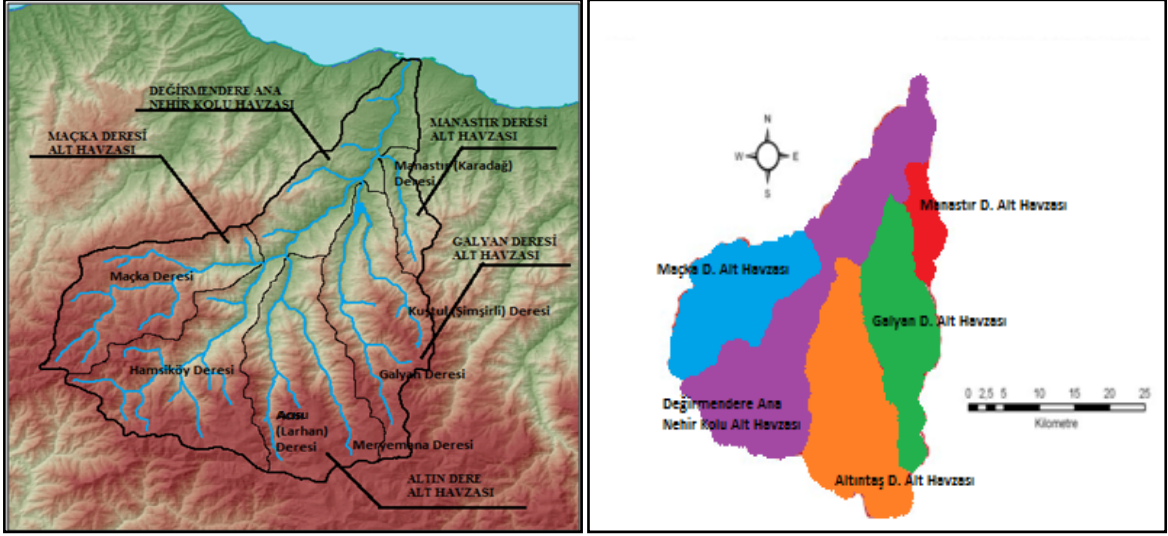 DEĞİRMENDERE ANA
NEHIR KOLU HAVZASI
MAÇKA DERESİ
ALT HAVZASI
MANASTIR DERESİ
ALT HAVZASI
Manastır (Karadağ)
Deresi
GALYAN DERESİ
ALT HAVZASI
Maçka Deresi
Kuştul (Şimşirli) Deresi
Hamsiköy Deresi
Galyan Deresi
Acısu
(Larhan)
Deresi
Meryemana Deresi
ALTIN DERE
ALT HAVZASI
N
W
E
S
Manastır D. Alt Havzası
Maçka D. Alt Havzası
Galyan D. Alt Havzası
Değirmendere Ana
Nehir Kolu Alt Havzası
Altıntaş D. Alt Havzası
0 2,5 5 10 15 20 25
Kilometre